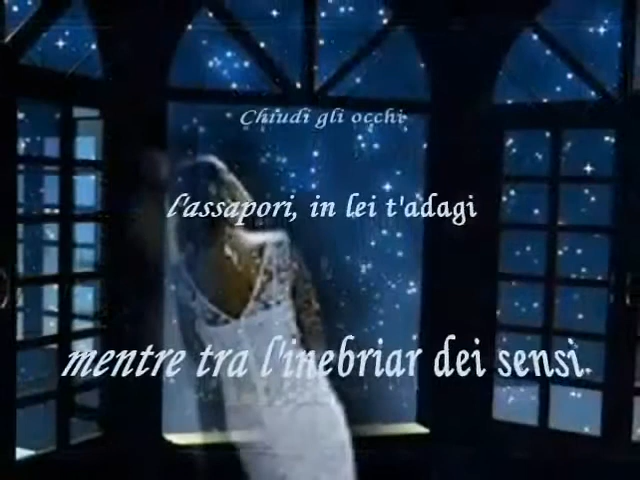 Chiudi gli occhi
l'assapori, in lei t'adagi
mentre tra l'inebriar dei sensi